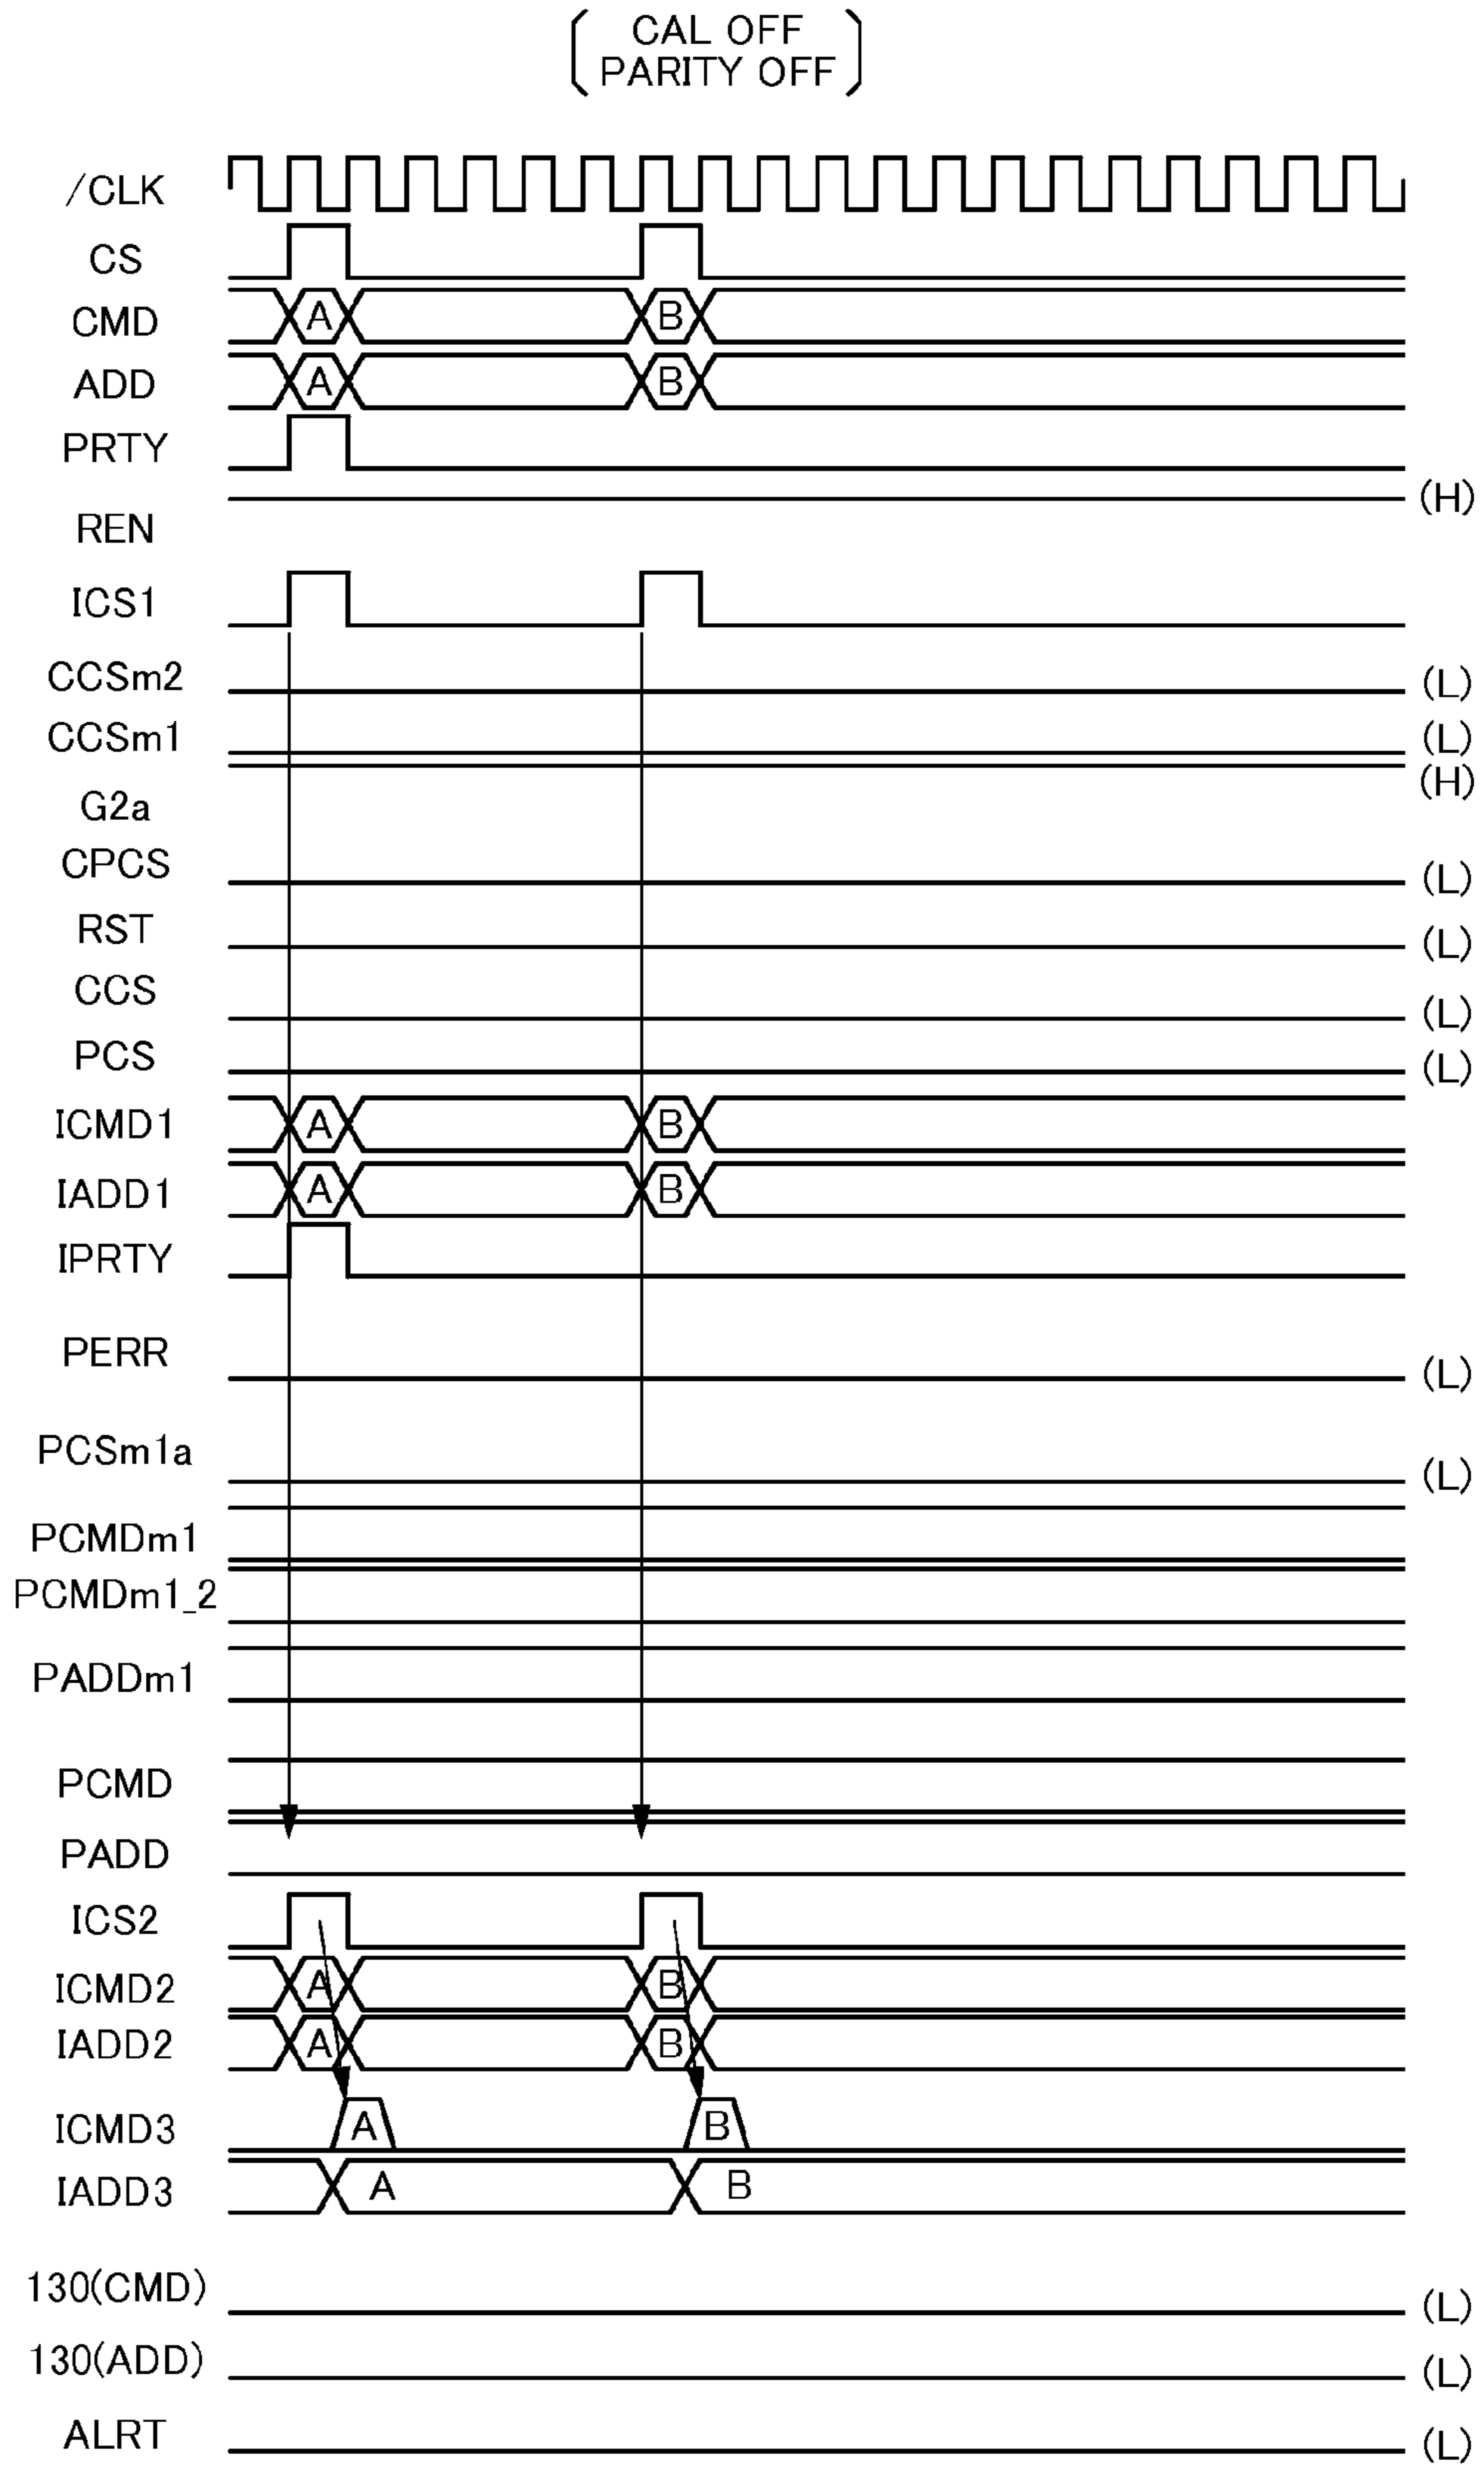 CAL OFF
PARITY OFF
/CLK
CS
CMD A B
ADD A B
PRTY
REN (H)
ICS1
CCSm2 (L)
CCSm1 (L)
G2a (H)
CPCS (L)
RST (L)
CCS (L)
PCS (L)
ICMD1 A B
IADD1 A B
IPRTY
PERR (L)
PCSm1a (L)
PCMDm1
PCMDm1_2
PADDm1
PCMD
PADD
ICS2
ICMD2 A B
IADD2 A B
ICMD3 A B
IADD3 A B
130(CMD) (L)
130(ADD) (L)
ALRT (L)